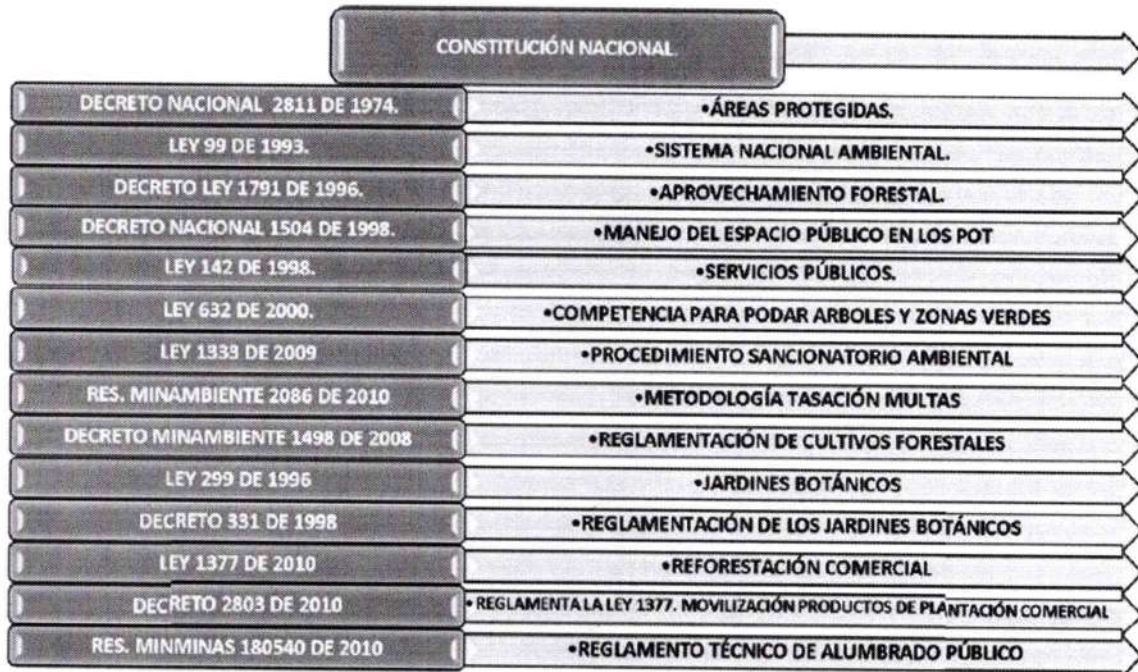 CONSTITUCIÓN NACIONAL.
DECRETO NACIONAL 2811 DE 1974. •ÁREAS PROTEGIDAS.
LEY 99 DE 1993. •SISTEMA NACIONAL AMBIENTAL.
DECRETO LEY 1791 DE 1996. •APROVECHAMIENTO FORESTAL.
DECRETO NACIONAL 1504 DE 1998. •MANEJO DEL ESPACIO PÚBLICO EN LOS POT
LEY 142 DE 1998. •SERVICIOS PÚBLICOS.
LEY 632 DE 2000. •COMPETENCIA PARA PODAR ARBOLES Y ZONAS VERDES
LEY 1333 DE 2009 •PROCEDIMIENTO SANCIONATORIO AMBIENTAL
RES. MINAMBIENTE 2086 DE 2010 •METODOLOGÍA TASACIÓN MULTAS
DECRETO MINAMBIENTE 1498 DE 2008 •REGLAMENTACIÓN DE CULTIVOS FORESTALES
LEY 299 DE 1996 •JARDINES BOTÁNICOS
DECRETO 331 DE 1998 •REGLAMENTACIÓN DE LOS JARDINES BOTÁNICOS
LEY 1377 DE 2010 •REFORESTACIÓN COMERCIAL
DECRETO 2803 DE 2010 •REGLAMENTA LA LEY 1377. MOVILIZACIÓN PRODUCTOS DE PLANTACIÓN COMERCIAL
RES. MINMINAS 180540 DE 2010 •REGLAMENTO TÉCNICO DE ALUMBRADO PÚBLICO